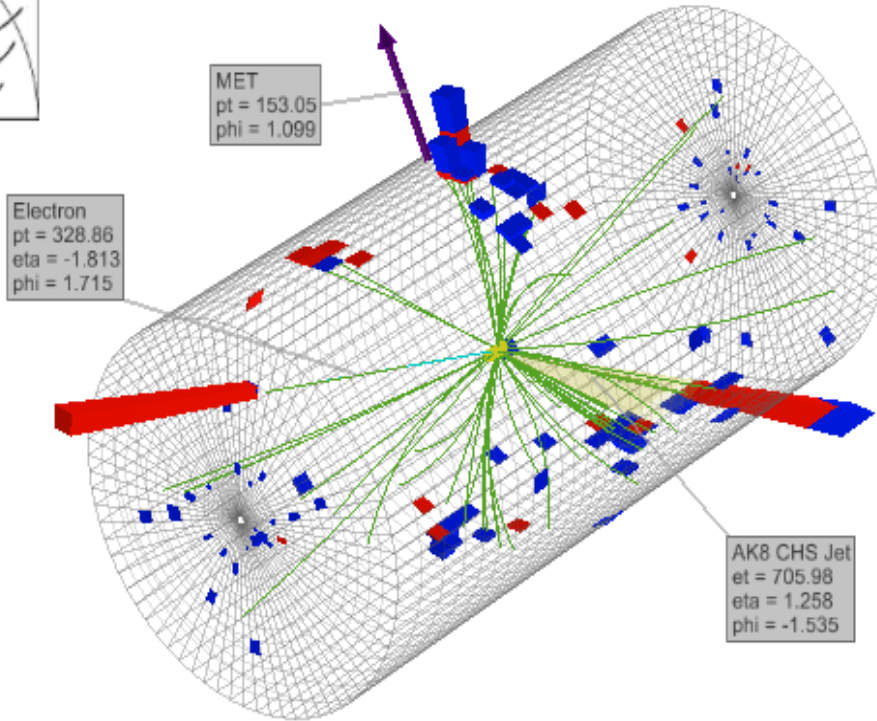 MET
pt = 153.05
phi = 1.099
Electron
pt = 328.86
eta = -1.813
phi = 1.715
AK8 CHS Jet
et = 705.98
eta = 1.258
phi = -1.535